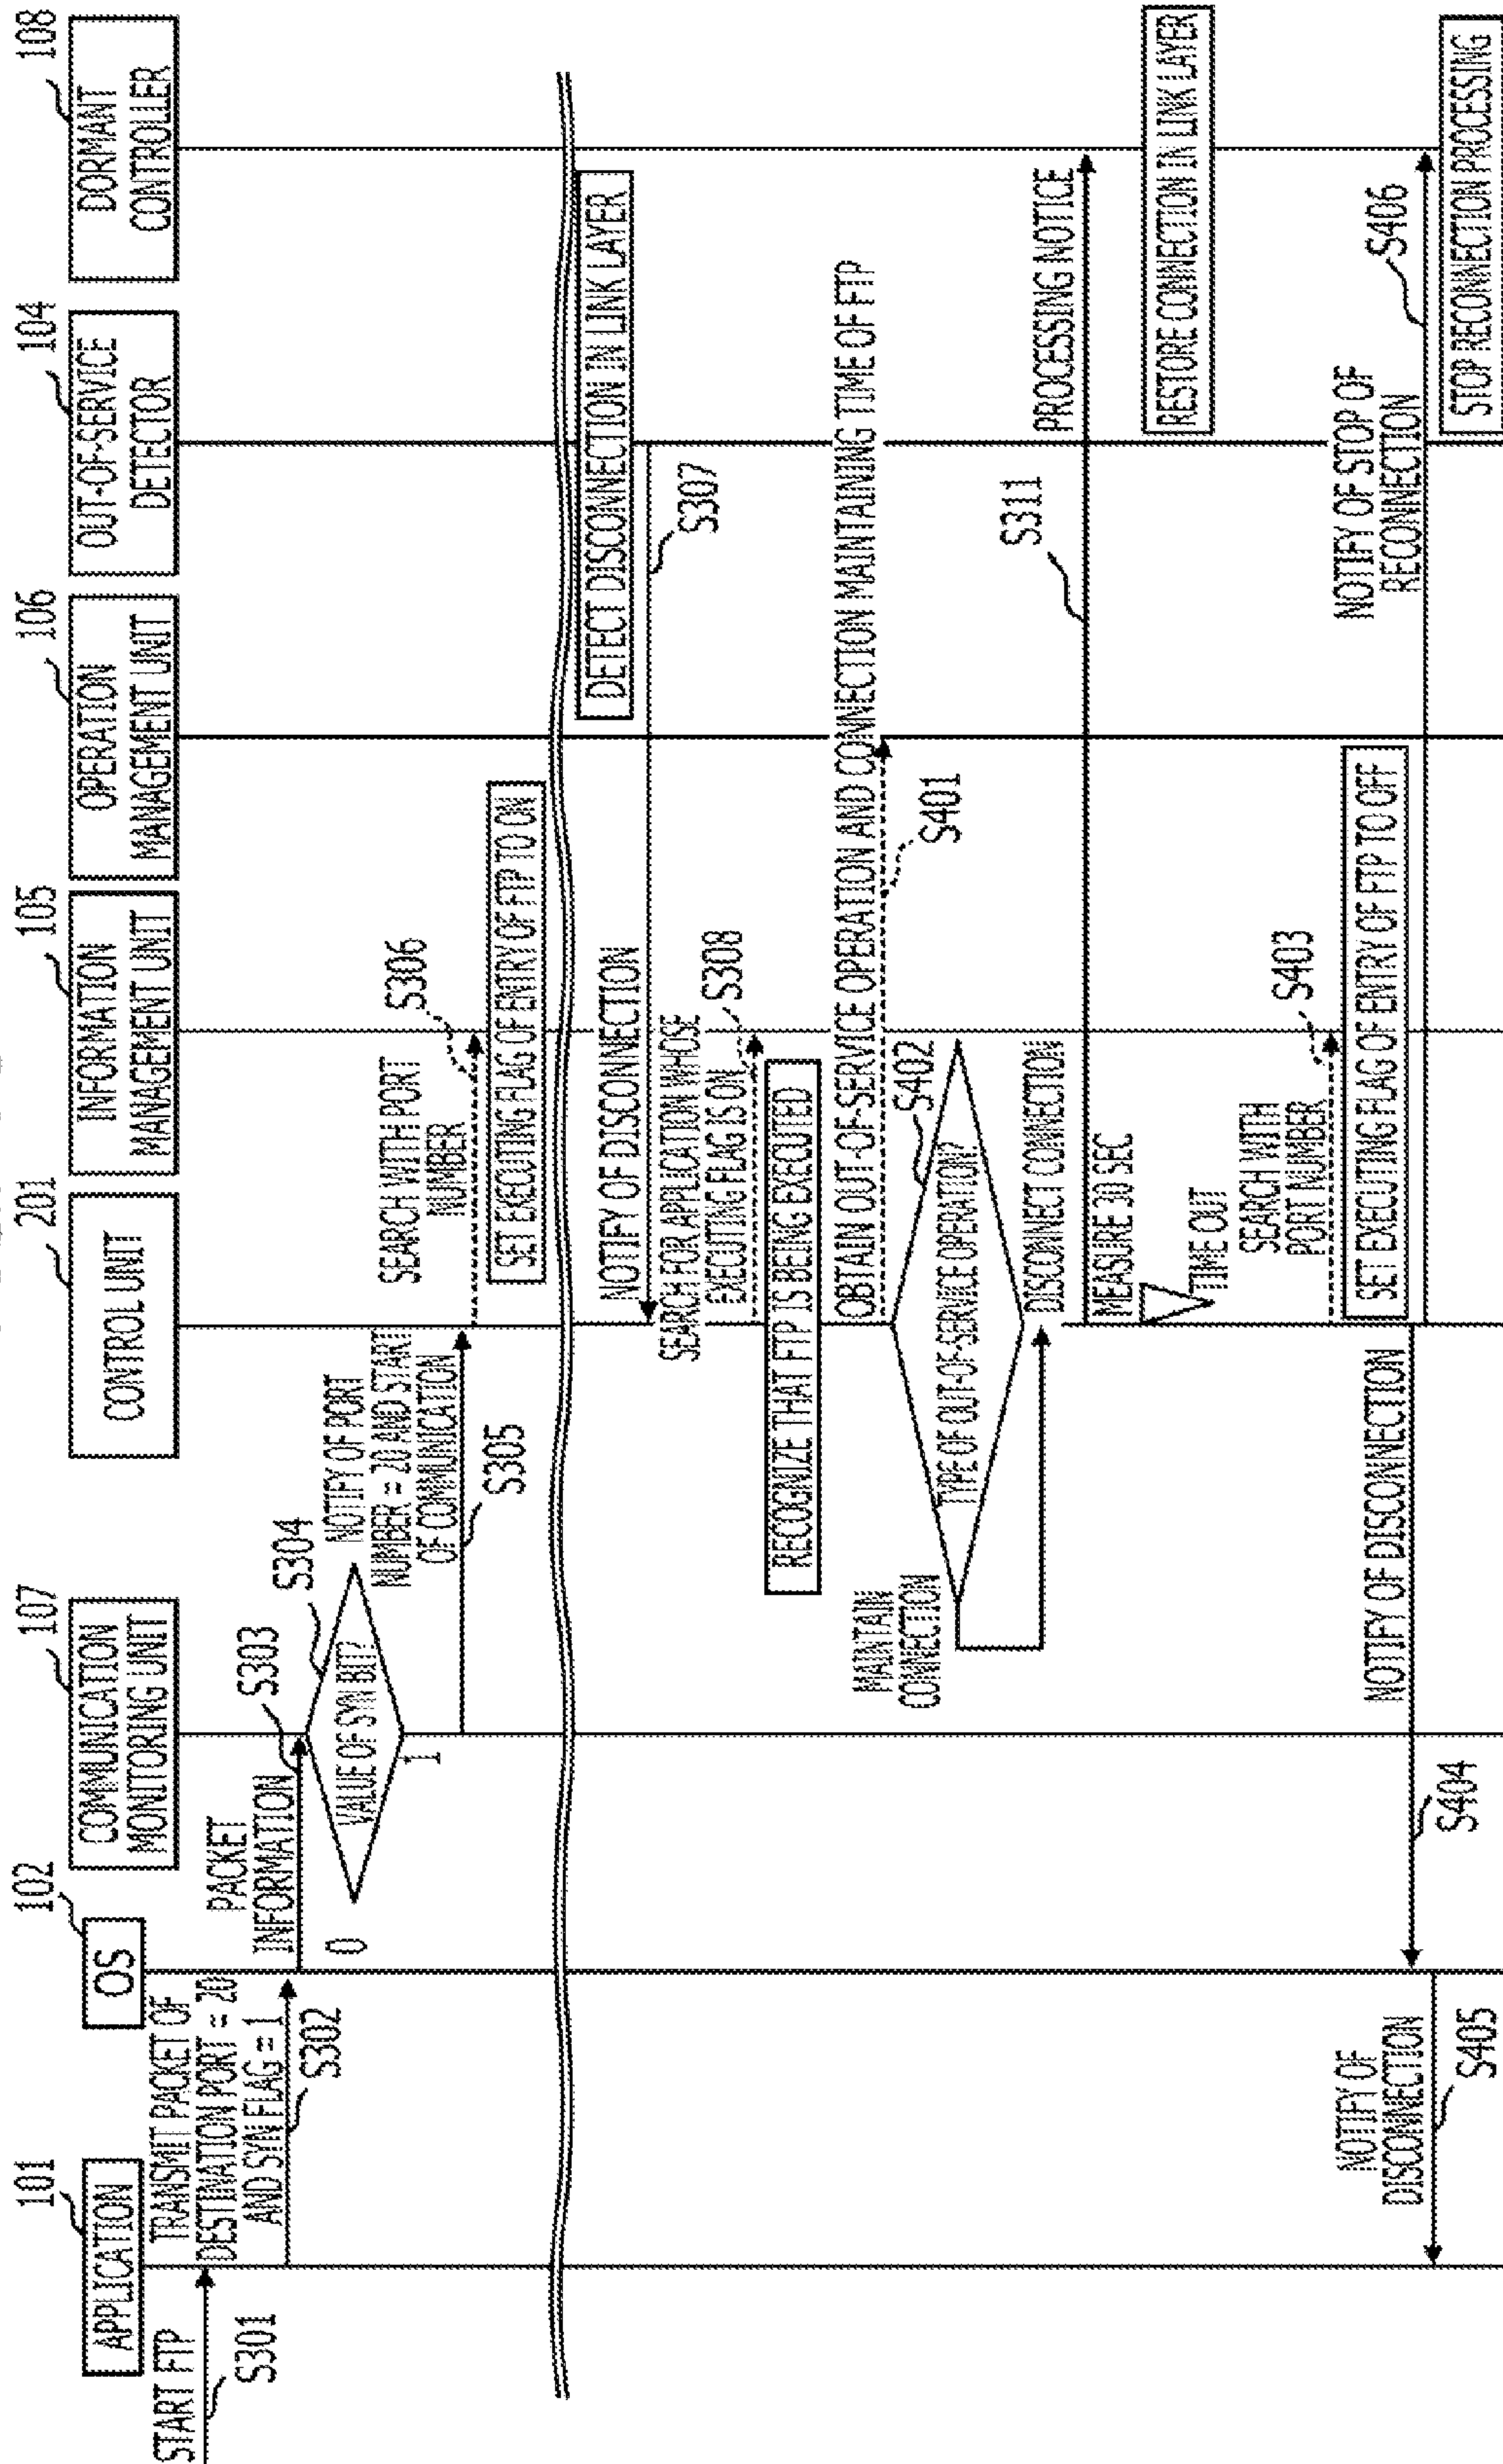 101
APPLICATION
102
OS
107
COMMUNICATION
MONITORING UNIT
201
CONTROL UNIT
105
INFORMATION
MANAGEMENT UNIT
106
OPERATION
MANAGEMENT UNIT
104
OUT-OF-SERVICE
DETECTOR
108
DORMANT
CONTROLLER
START FTP
S301
TRANSMIT PACKET OF
DESTINATION PORT = 20
AND SYN FLAG = 1
S302
PACKET
INFORMATION
S303
VALUE OF SYN BIT?
S304
0
1
NOTIFY OF PORT
NUMBER = 20 AND START
OF COMMUNICATION
S305
SEARCH WITH PORT
NUMBER
S306
SET EXECUTING FLAG OF ENTRY OF FTP TO ON
DETECT DISCONNECTION IN LINK LAYER
NOTIFY OF DISCONNECTION
S307
SEARCH FOR APPLICATION WHOSE
EXECUTING FLAG IS ON
S308
RECOGNIZE THAT FTP IS BEING EXECUTED
OBTAIN OUT-OF-SERVICE OPERATION AND CONNECTION MAINTAINING TIME OF FTP
S401
TYPE OF OUT-OF-SERVICE OPERATION?
S402
MAINTAIN
CONNECTION
DISCONNECT CONNECTION
PROCESSING NOTICE
S311
MEASURE 30 SEC
TIME OUT
RESTORE CONNECTION IN LINK LAYER
SEARCH WITH
PORT NUMBER
S403
SET EXECUTING FLAG OF ENTRY OF FTP TO OFF
NOTIFY OF DISCONNECTION
S404
NOTIFY OF
DISCONNECTION
S405
NOTIFY OF STOP OF
RECONNECTION
S406
STOP RECONNECTION PROCESSING